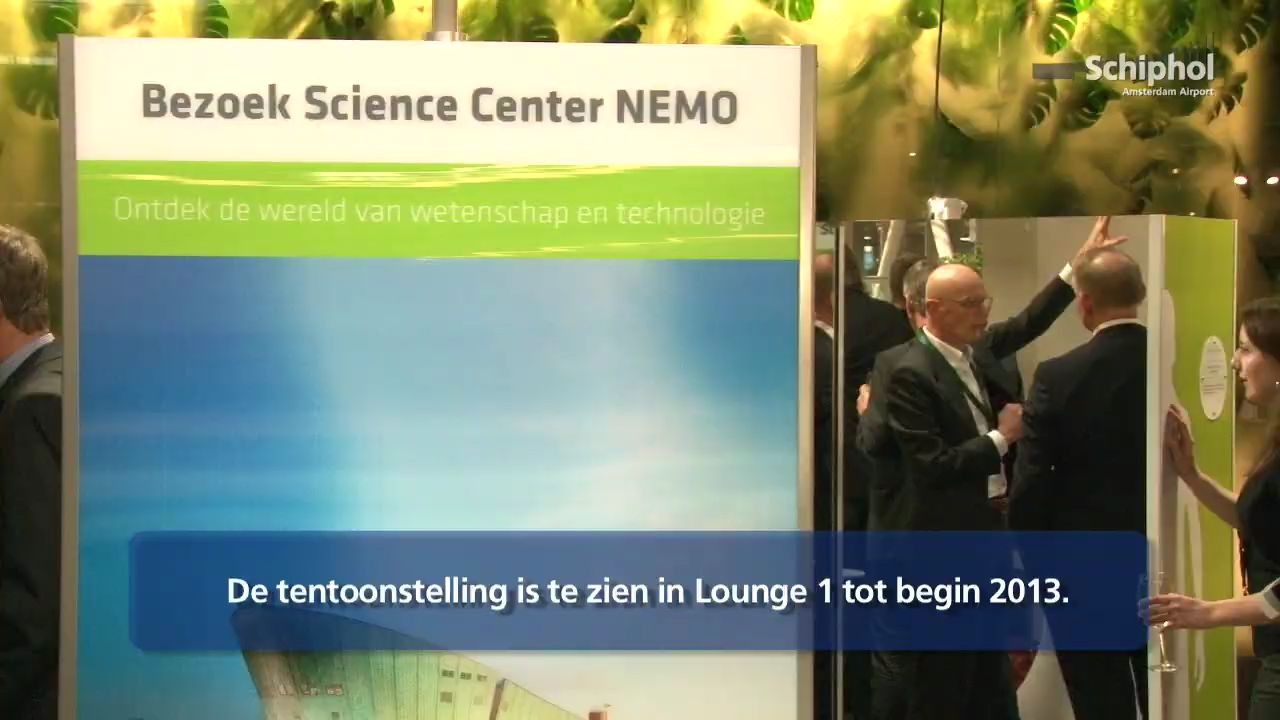 Schiphol
Amsterdam Airport
Bezoek Science Center NEMO
Ontdek de wereld van wetenschap en technologie
De tentoonstelling is te zien in Lounge 1 tot begin 2013.